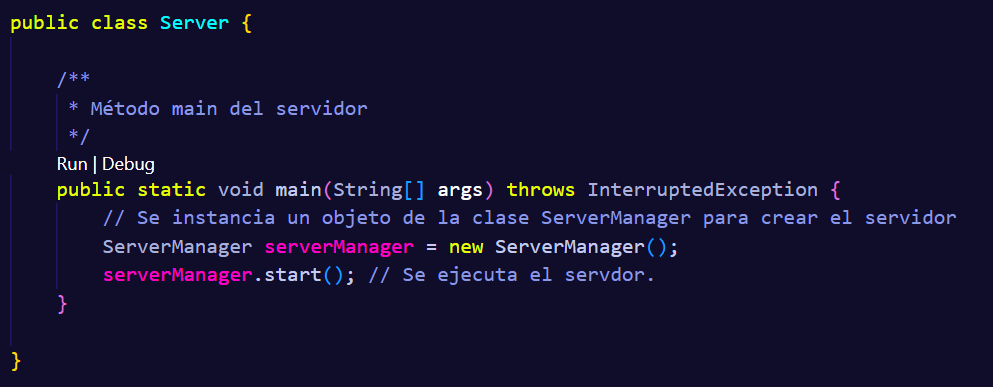 public class Server {
/**
* Método main del servidor
*/
Run | Debug
public static void main(String[] args) throws InterruptedException {
// Se instancia un objeto de la clase ServerManager para crear el servidor
ServerManager serverManager = new ServerManager();
serverManager.start(); // Se ejecuta el servdor.
}
}